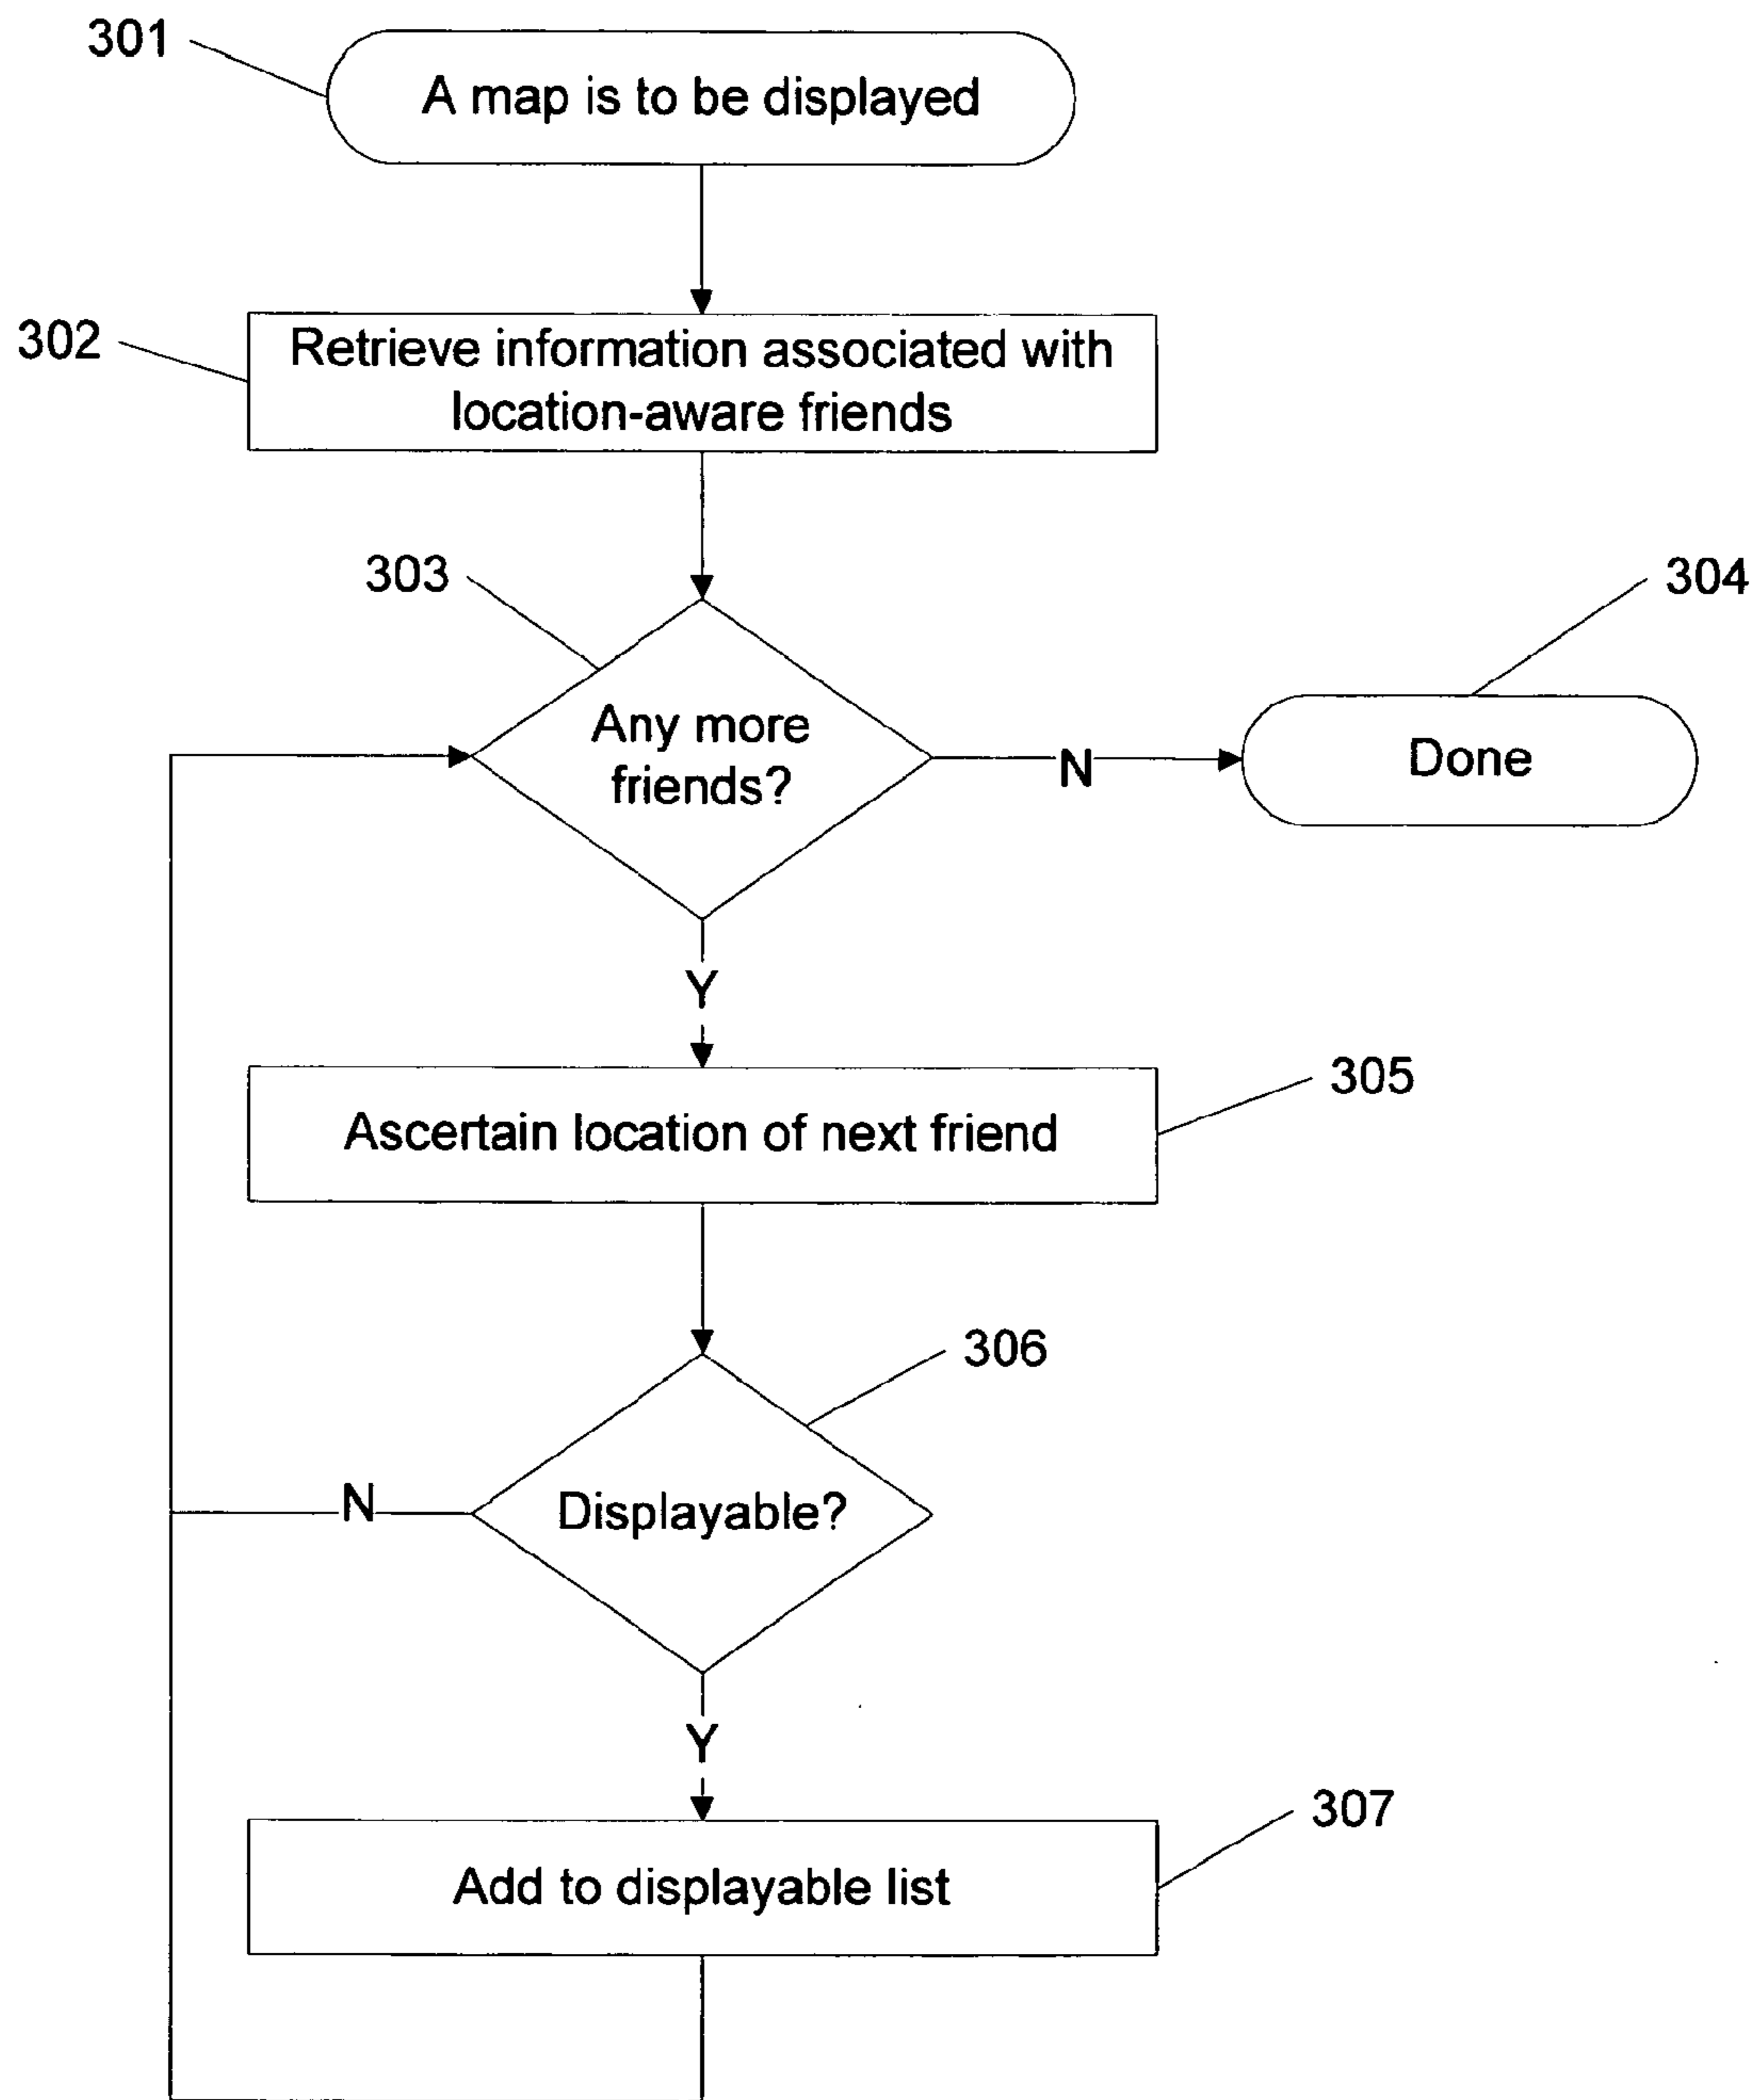 301
A map is to be displayed
302
Retrieve information associated with
location-aware friends
303
304
Any more
friends?
N
Done
Y
305
Ascertain location of next friend
306
N
Displayable?
Y
307
Add to displayable list